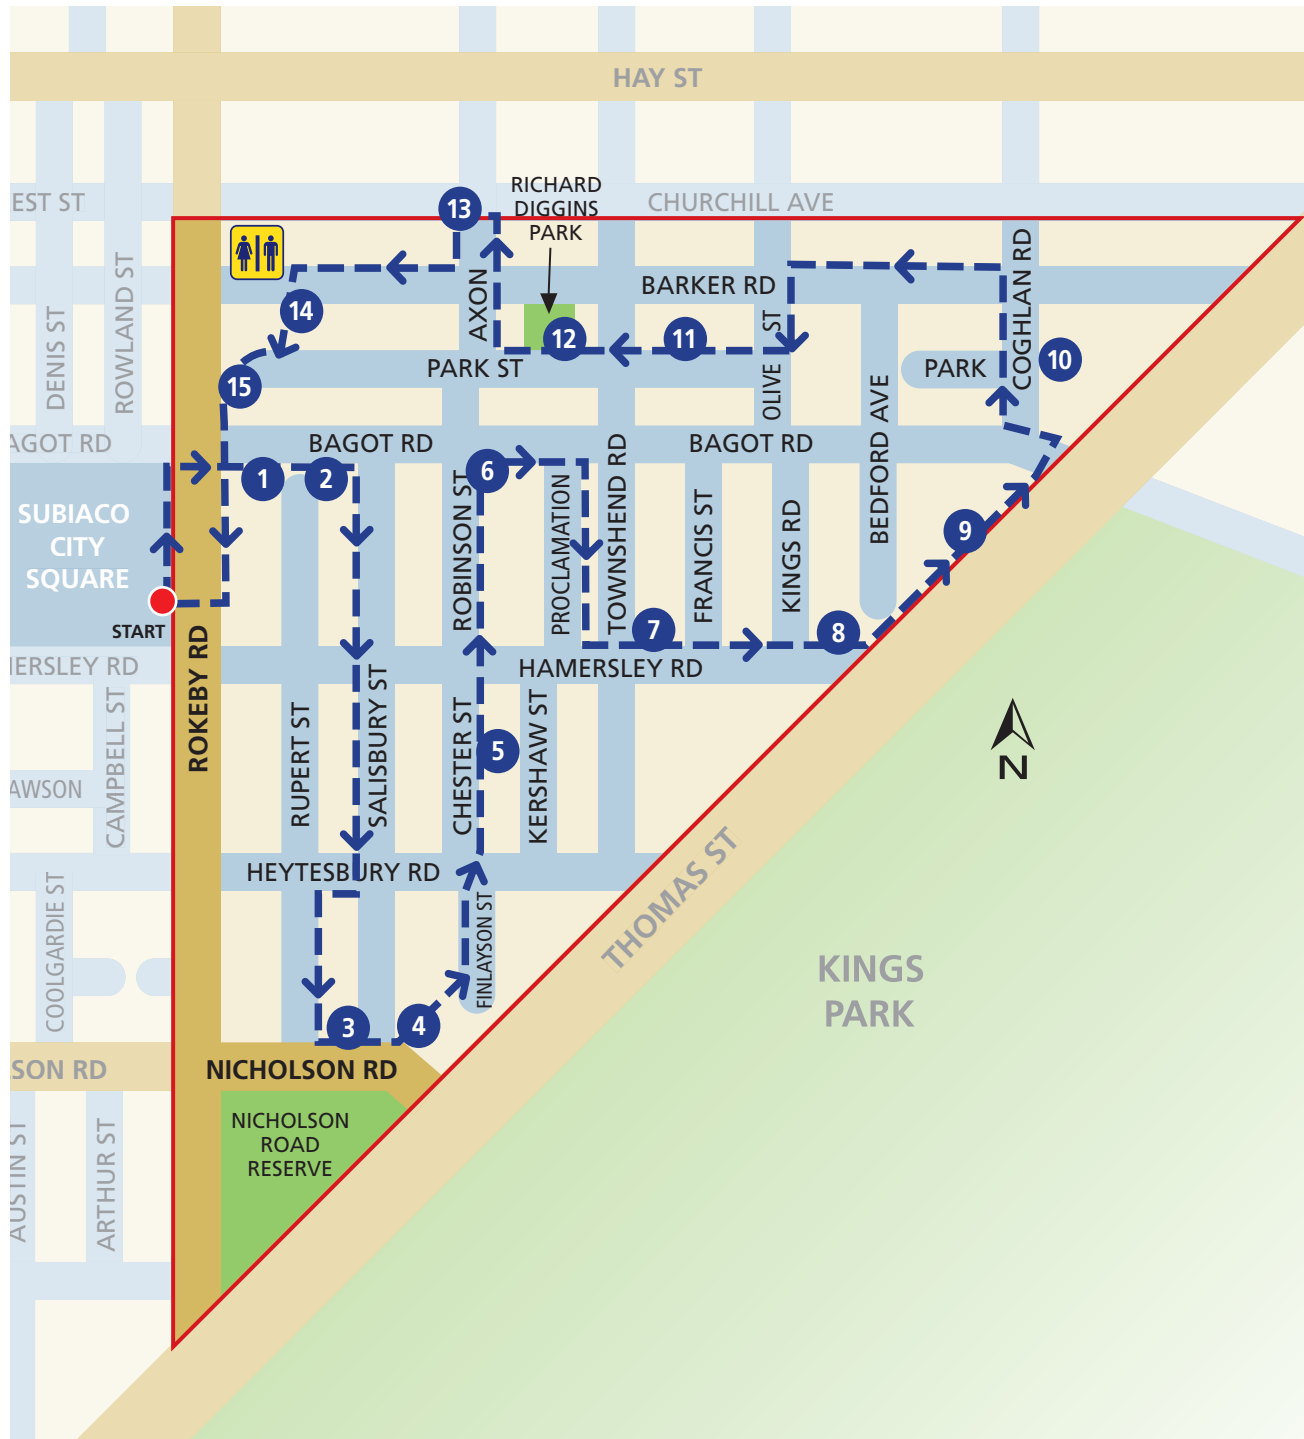 HAY ST
EST ST
RICHARD
DIGGINS
PARK
CHURCHILL AVE
13
ROWLAND ST
DENIS ST
AXON
BARKER RD
COGHLAN RD
14
12
11
OLIVE ST
10
PARK ST
PARK
15
AGOT RD
BAGOT RD
BAGOT RD
BEDFORD AVE
1
2
6
SUBIACO
CITY
SQUARE
ROBINSON ST
PROCLAMATION
TOWNSHEND RD
FRANCIS ST
KINGS RD
9
START
7
8
ERSLEY RD
HAMERSLEY RD
ROKEBY RD
CAMPBELL ST
RUPERT ST
SALISBURY ST
CHESTER ST
5
KERSHAW ST
N
AWSON
HEYTESBURY RD
THOMAS ST
COOLGARDIE ST
FINLAYSON ST
KINGS
PARK
3
4
SON RD
NICHOLSON RD
NICHOLSON
ROAD
RESERVE
AUSTIN ST
ARTHUR ST